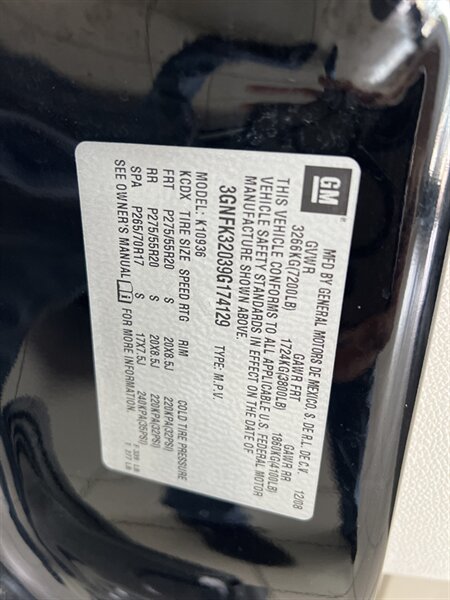 GM
MFD BY GENERAL MOTORS DE MEXICO, S. DE R.L. DE C.V. 12/08
GVWR GAWR FRT GAWR RR
3266KG(7200LB) 1724KG(3800LB) 1860KG(4100LB)
THIS VEHICLE CONFORMS TO ALL APPLICABLE U.S. FEDERAL MOTOR
VEHICLE SAFETY STANDARDS IN EFFECT ON THE DATE OF
MANUFACTURE SHOWN ABOVE.
3GNFK32039G174129 TYPE: M.P.V.
MODEL: K10936
KCDX TIRE SIZE SPEED RTG RIM COLD TIRE PRESSURE
FRT P275/55R20 S 20X8.5J 220KPA(32PSI)
RR P275/55R20 S 20X8.5J 220KPA(32PSI)
SPA P265/70R17 S 17X7.5J 240KPA(35PSI)
SEE OWNER'S MANUAL i FOR MORE INFORMATION.